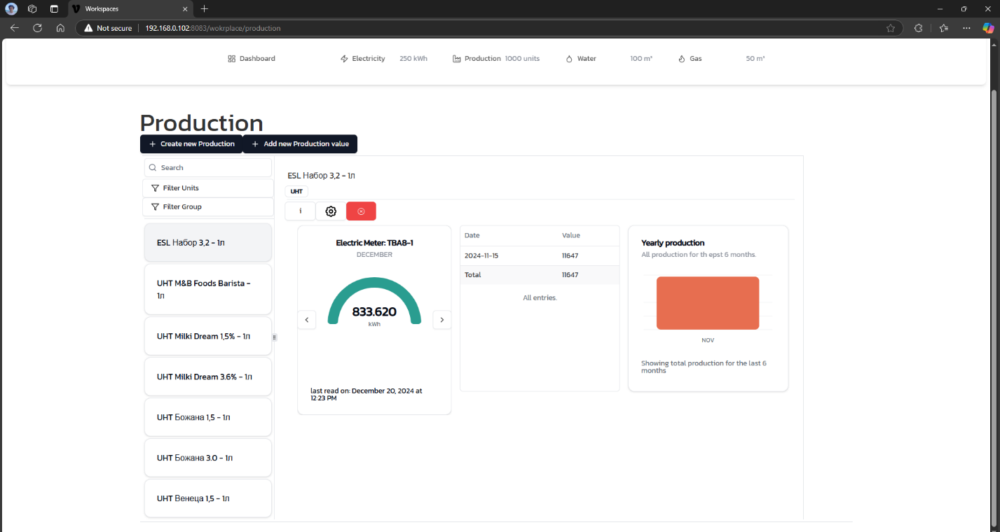 Workspaces
Not secure 192.168.0.102:8083/wokrplace/production
Dashboard Electricity 250 kWh Production 1000 units Water 100 m³ Gas 50 m³
Production
+ Create new Production + Add new Production value
Search
Filter Units
Filter Group
ESL Набор 3,2 - 1л
UHT M&B Foods Barista -
1л
UHT Milki Dream 1,5% - 1л
UHT Milki Dream 3.6% - 1л
UHT Божана 1,5 - 1л
UHT Божана 3.0 - 1л
UHT Венеца 1,5 - 1л
ESL Набор 3,2 - 1л
UHT
i
Electric Meter: TBA8-1
DECEMBER
833.620
kWh
last read on: December 20, 2024 at
12:23 PM
Date Value
2024-11-15 11647
Total 11647
All entries.
Yearly production
All production for th epst 6 months.
NOV
Showing total production for the last 6
months